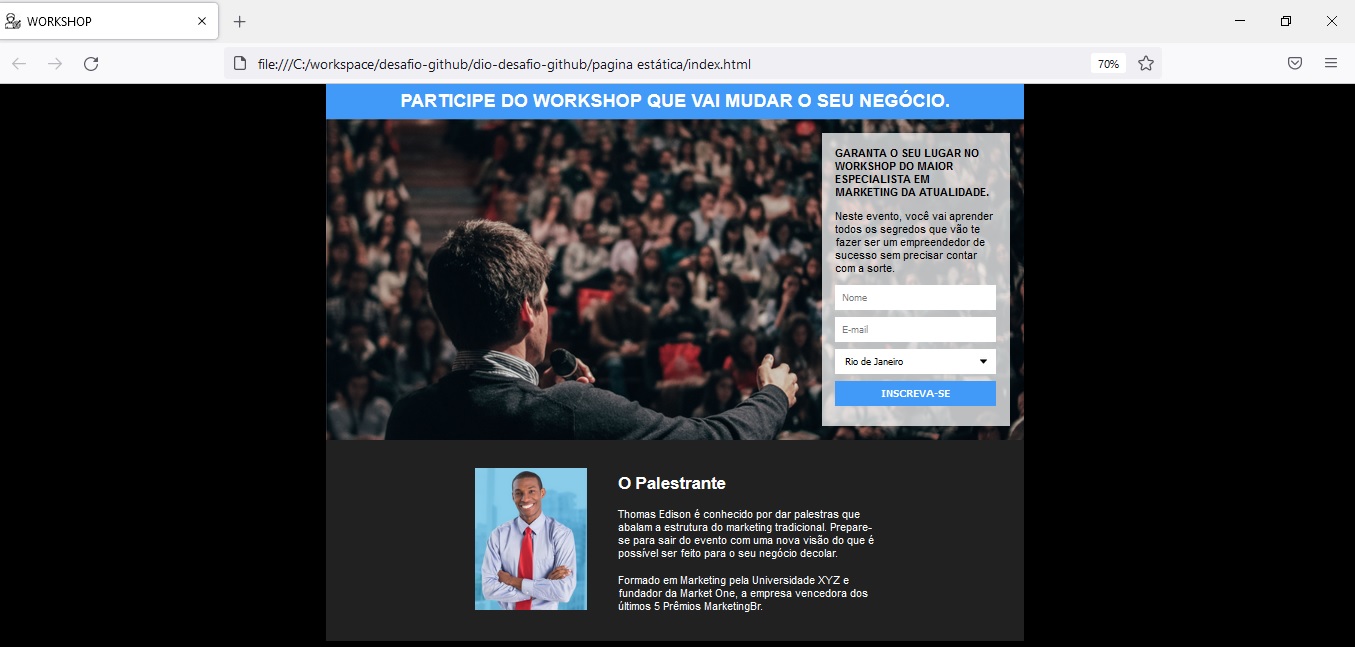 WORKSHOP
file:///C:/workspace/desafio-github/dio-desafio-github/pagina estática/index.html
70%
PARTICIPE DO WORKSHOP QUE VAI MUDAR O SEU NEGÓCIO.
GARANTA O SEU LUGAR NO
WORKSHOP DO MAIOR
ESPECIALISTA EM
MARKETING DA ATUALIDADE.
Neste evento, você vai aprender
todos os segredos que vão te
fazer ser um empreendedor de
sucesso sem precisar contar
com a sorte.
Nome
E-mail
Rio de Janeiro
INSCREVA-SE
O Palestrante
Thomas Edison é conhecido por dar palestras que
abalam a estrutura do marketing tradicional. Prepare-
se para sair do evento com uma nova visão do que é
possível ser feito para o seu negócio decolar.
Formado em Marketing pela Universidade XYZ e
fundador da Market One, a empresa vencedora dos
últimos 5 Prêmios MarketingBr.